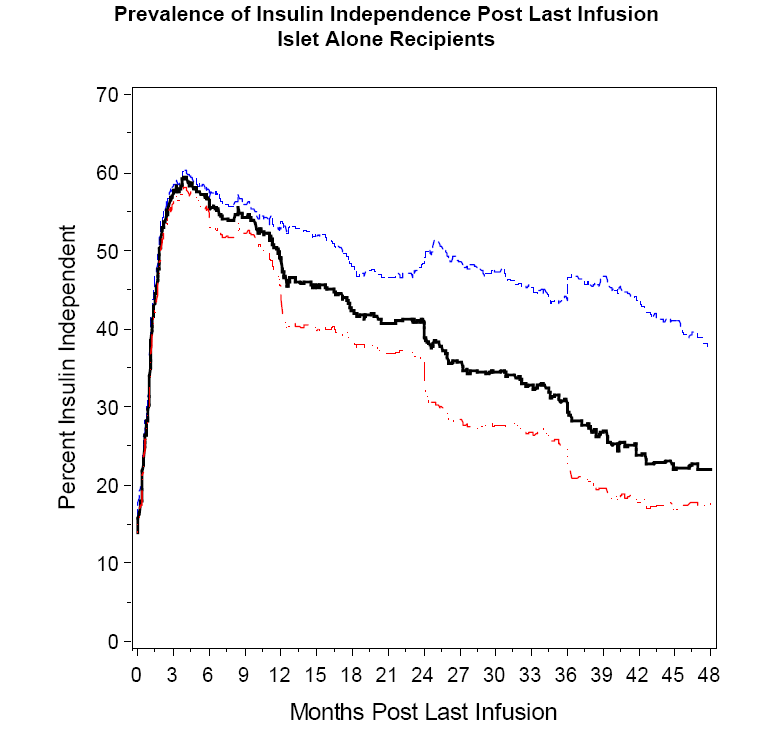 Prevalence of Insulin Independence Post Last Infusion
Islet Alone Recipients
Percent Insulin Independent
70
60
50
40
30
20
10
0
0 3 6 9 12 15 18 21 24 27 30 33 36 39 42 45 48
Months Post Last Infusion